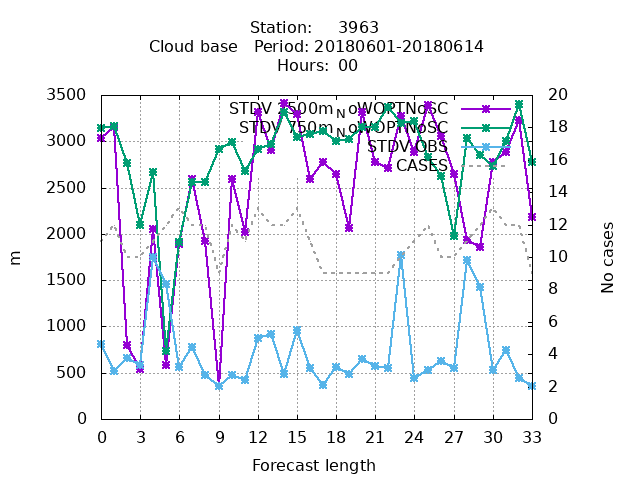 Station: 3963
Cloud base Period: 20180601-20180614
Hours: 00
STDV 1500m_NoWOPTNoSC
STDV 750m_NoWOPTNoSC
STDV OBS
CASES
3500
3000
2500
2000
1500
1000
500
0
20
18
16
14
12
10
8
6
4
2
0
m
No cases
0 3 6 9 12 15 18 21 24 27 30 33
Forecast length